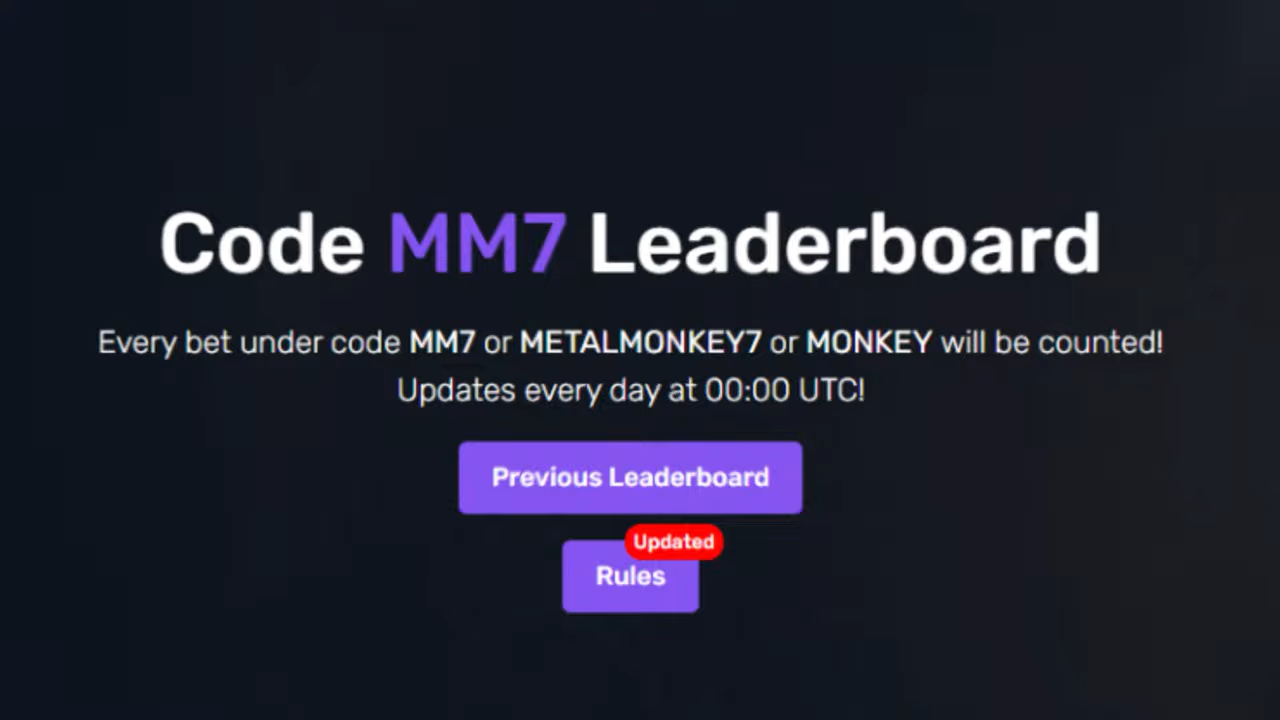 Code MM7 Leaderboard
Every bet under code MM7 or METALMONKEY7 or MONKEY will be counted!
Updates every day at 00:00 UTC!
Previous Leaderboard
Updated
Rules